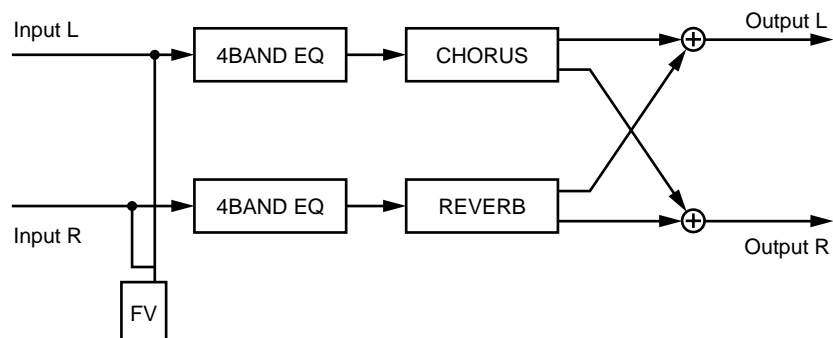 Input L
4BAND EQ
CHORUS
Output L
Input R
4BAND EQ
REVERB
Output R
FV